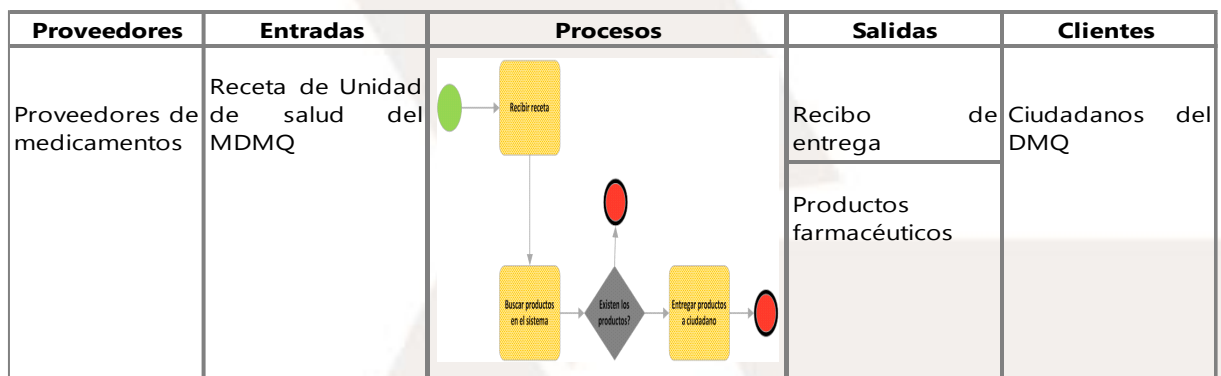 Proveedores
Entradas
Procesos
Salidas
Clientes
Proveedores de
medicamentos
Receta de Unidad
de salud del
MDMQ
Recibir receta
Buscar productos
en el sistema
Existen los
productos?
Entregar productos
a ciudadano
Recibo de
entrega
Productos
farmacéuticos
Ciudadanos del
DMQ